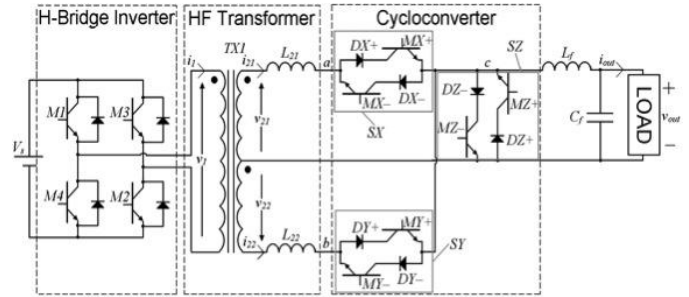 H-Bridge Inverter
HF Transformer
Cycloconverter
TX1
i1
i21
L21
a
DX+
MX+
c
SZ
Lf
iout
M1
M3
MX−
DX−
DZ−
MZ+
SX
Vs
v1
v21
MZ−
DZ+
Cf
LOAD
+
vout
−
M4
M2
v22
DY+
MY+
i22
L22
b
MY−
DY−
SY